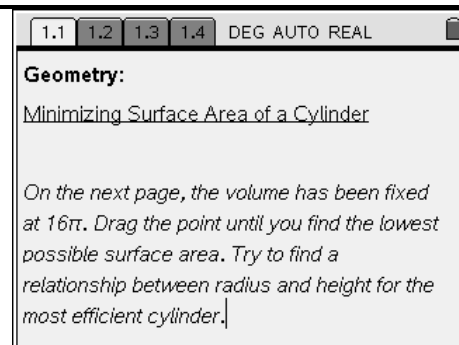 1.1 1.2 1.3 1.4 DEG AUTO REAL
Geometry:
Minimizing Surface Area of a Cylinder
On the next page, the volume has been fixed
at 16π. Drag the point until you find the lowest
possible surface area. Try to find a
relationship between radius and height for the
most efficient cylinder.